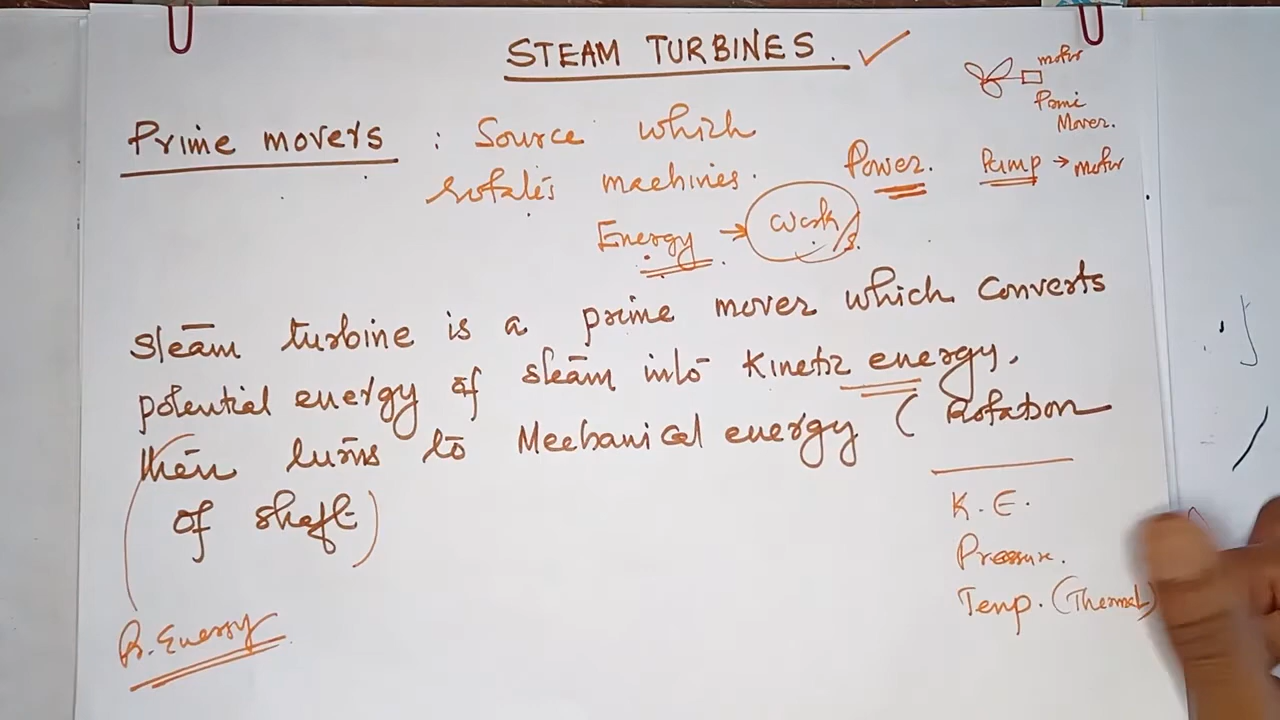 STEAM TURBINES.
motor
Prime
Mover.
Prime movers : Source which
rotates machines.
Power.
Pump → motor
Energy → Work/s.
Steam turbine is a prime mover which converts
potential energy of steam into Kinetic energy.
then turns to Mechanical energy ( Rotation
of shaft)
K.E.
Pressure.
Temp. (Thermal)
R. Energy